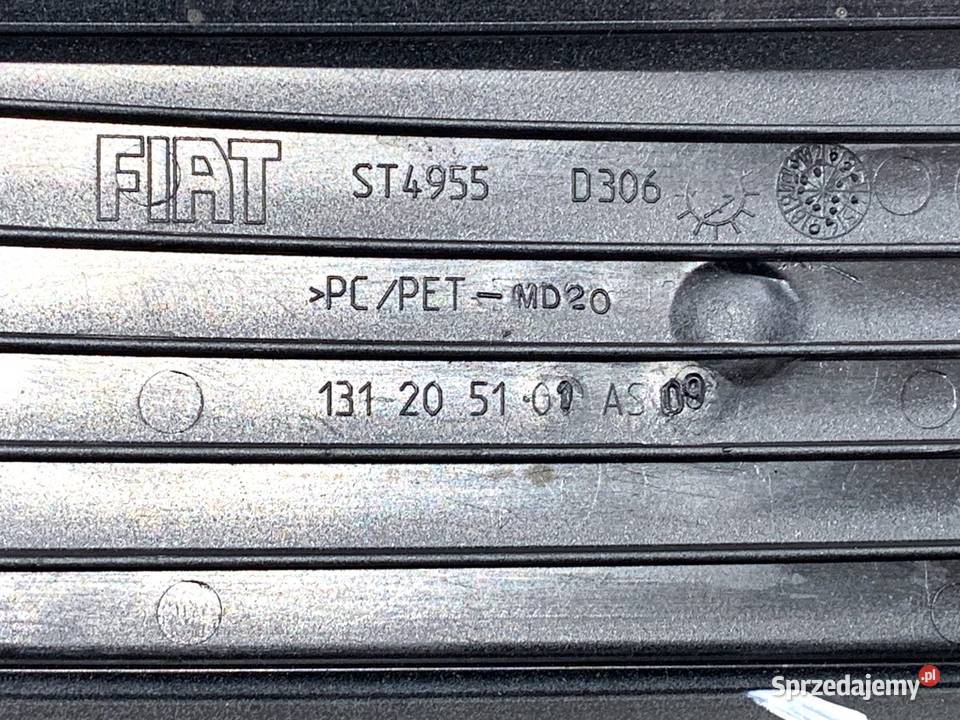 FIAT ST4955 D306
>PC/PET-MD20
131 20 51 01 AS 09
Sprzedajemy.pl